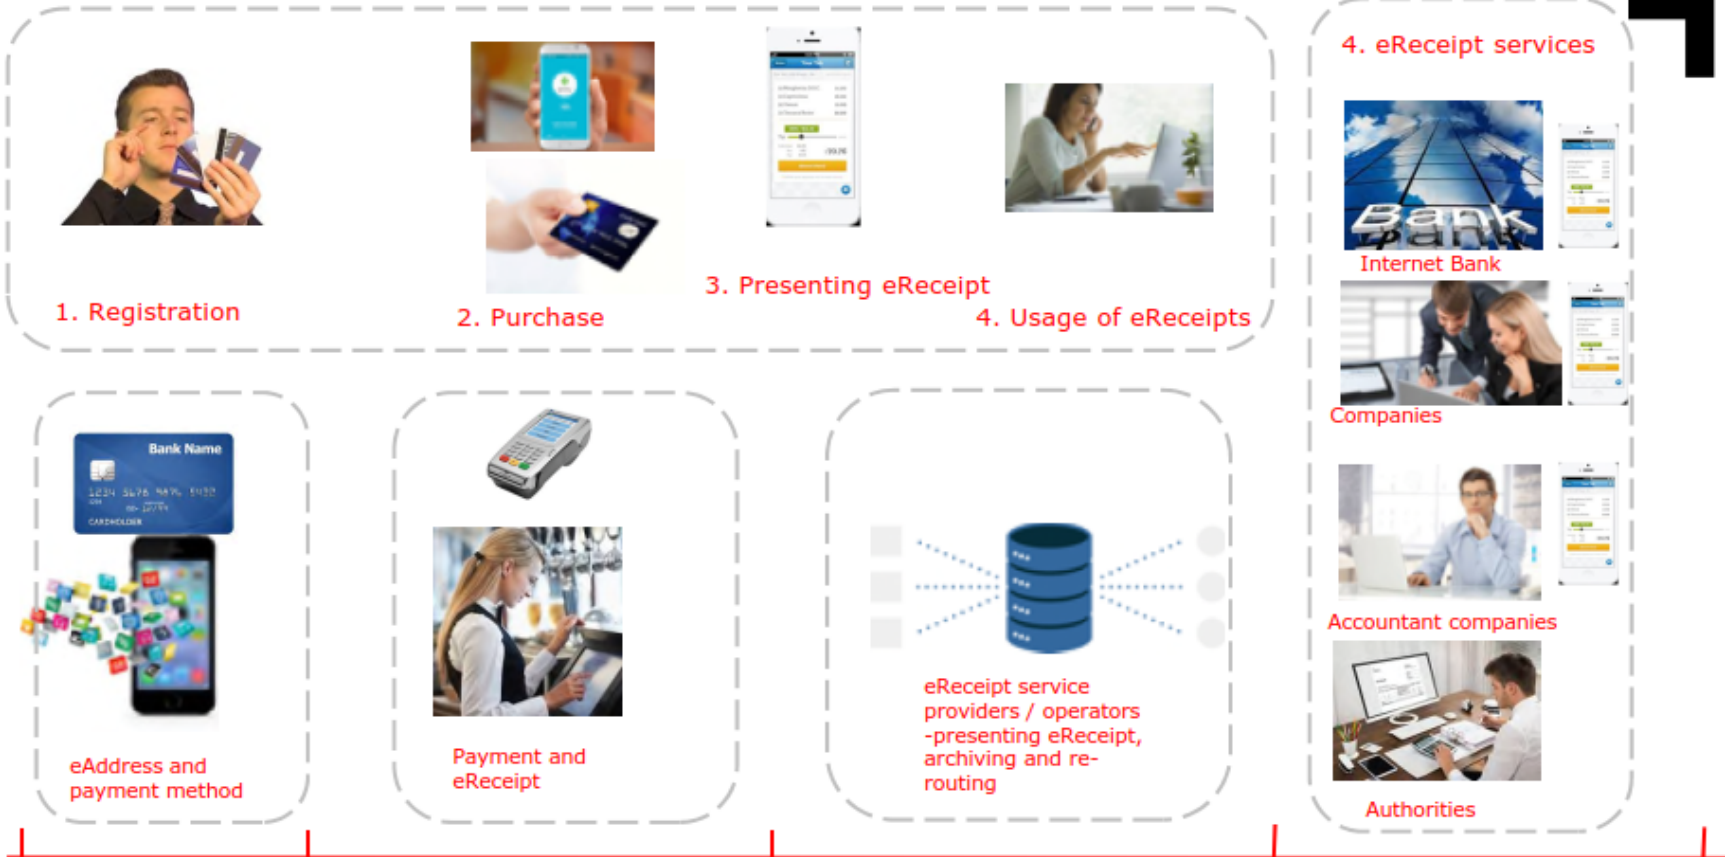 1. Registration
2. Purchase
3. Presenting eReceipt
4. Usage of eReceipts
4. eReceipt services
Bank
Internet Bank
Companies
Accountant companies
Authorities
Bank Name
CARDHOLDER
eAddress and
payment method
Payment and
eReceipt
eReceipt service
providers / operators
-presenting eReceipt,
archiving and re-
routing